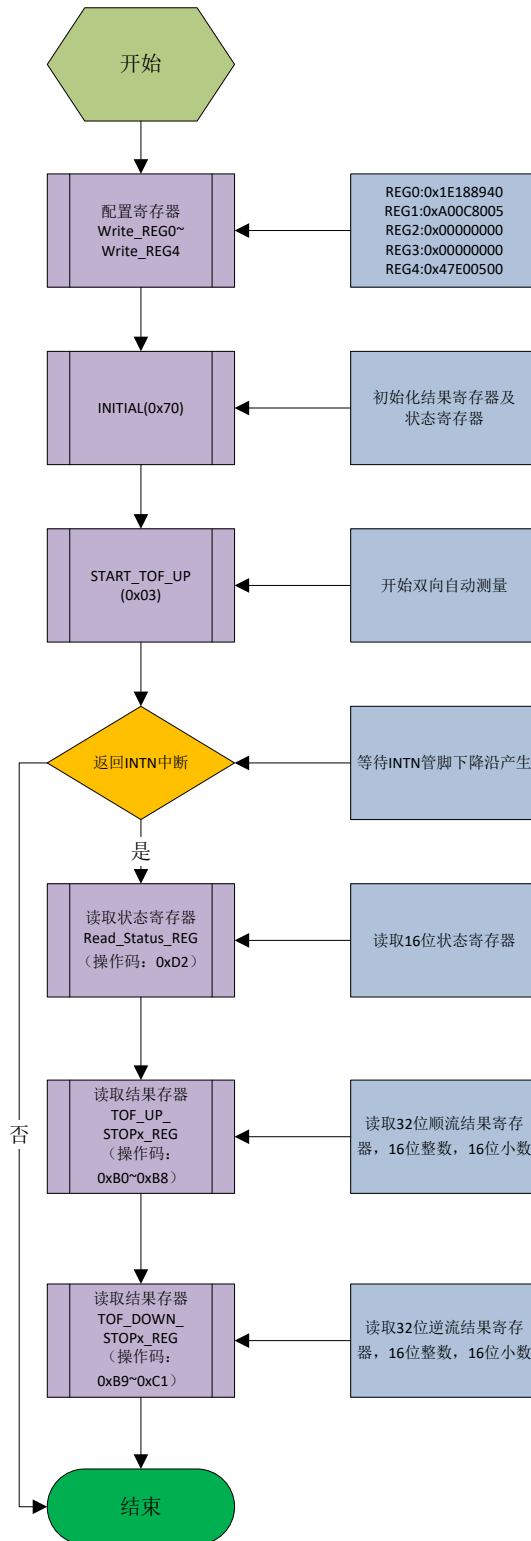 开始
配置寄存器
Write_REG0~
Write_REG4
REG0:0x1E188940
REG1:0xA00C8005
REG2:0x00000000
REG3:0x00000000
REG4:0x47E00500
INITIAL(0x70)
初始化结果寄存器及
状态寄存器
START_TOF_UP
(0x03)
开始双向自动测量
返回INTN中断
等待INTN管脚下降沿产生
是
读取状态寄存器
Read_Status_REG
（操作码：0xD2）
读取16位状态寄存器
否
读取结果存器
TOF_UP_
STOPx_REG
（操作码：
0xB0~0xB8）
读取32位顺流结果寄存
器，16位整数，16位小数
读取结果存器
TOF_DOWN_
STOPx_REG
（操作码：
0xB9~0xC1）
读取32位逆流结果寄存
器，16位整数，16位小数
结束